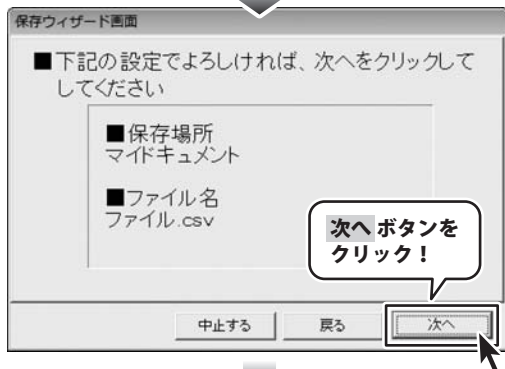 保存ウィザード画面
■下記の設定でよろしければ、次へをクリックして
してください
■保存場所
マイドキュメント
■ファイル名
ファイル.csv
次へ ボタンを
クリック！
中止する
戻る
次へ